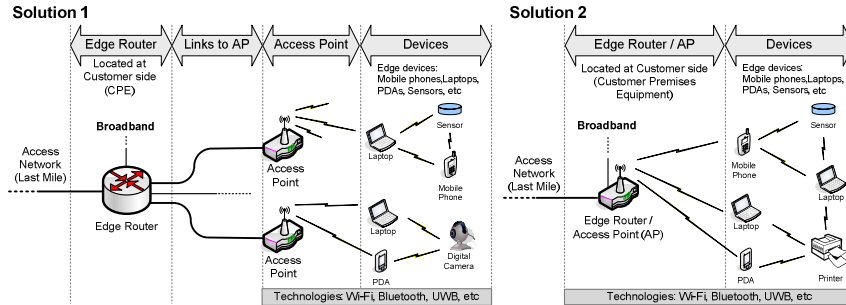 Solution 1
Edge Router
Links to AP
Access Point
Devices
Located at
Customer side
(CPE)
Edge devices:
Mobile phones,Laptops,
PDAs, Sensors, etc
Broadband
Access
Network
(Last Mile)
Edge Router
Access
Point
Access
Point
Sensor
Laptop
Mobile
Phone
Laptop
PDA
Digital
Camera
Technologies: Wi-Fi, Bluetooth, UWB, etc
Solution 2
Edge Router / AP
Devices
Located at Customer side
(Customer Premises
Equipment)
Edge devices:
Mobile phones,Laptops,
PDAs, Sensors, etc
Broadband
Access
Network
(Last Mile)
Edge Router /
Access Point (AP)
Sensor
Mobile
Phone
Laptop
Laptop
PDA
Printer
Technologies: Wi-Fi, Bluetooth, UWB, etc